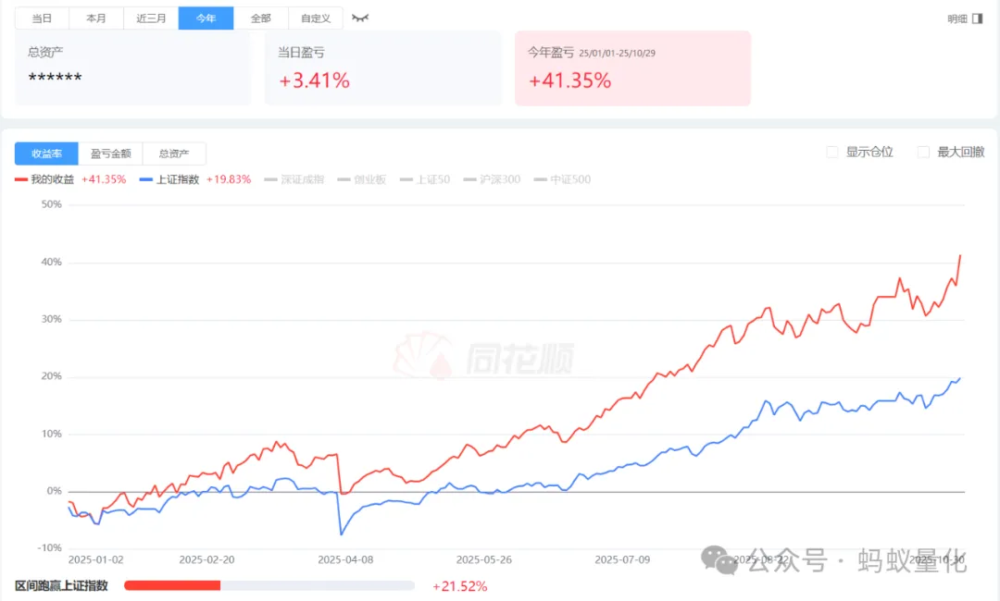 当日 本月 近三月 今年 全部 自定义 明细
总资产 当日盈亏 今年盈亏 25/01/01-25/10/29
****** +3.41% +41.35%
收益率 盈亏金额 总资产 显示仓位 最大回撤
我的收益 +41.35% 上证指数 +19.83% 深证成指 创业板 上证50 沪深300 中证500
50%
40%
30%
同花顺
20%
10%
0%
-10%
2025-01-02 2025-02-20 2025-04-08 2025-05-26 2025-07-09 2025-08-22 2025-10-30
公众号 · 蚂蚁量化
区间跑赢上证指数 +21.52%